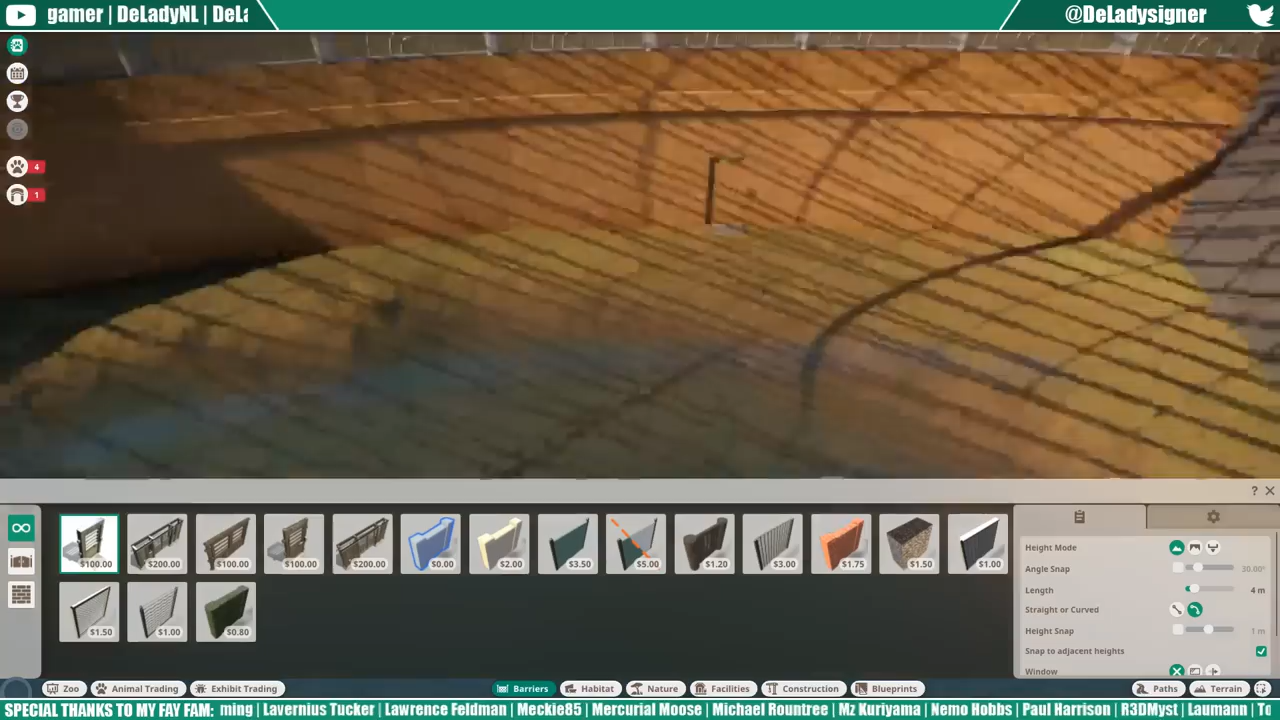 gamer | DeLadyNL | DeLa
@DeLadysigner
4
1
? ×
$100.00 $200.00 $100.00 $100.00 $200.00 $0.00 $2.00 $3.50 $5.00 $1.20 $3.00 $1.75 $1.50 $1.00
$1.50 $1.00 $0.80
Height Mode
Angle Snap 30.00°
Length 4 m
Straight or Curved
Height Snap 1 m
Snap to adjacent heights
Window
Zoo Animal Trading Exhibit Trading Barriers Habitat Nature Facilities Construction Blueprints Paths Terrain
SPECIAL THANKS TO MY FAY FAM: ming | Lavernius Tucker | Lawrence Feldman | Meckie85 | Mercurial Moose | Michael Rountree | Mz Kuriyama | Nemo Hobbs | Paul Harrison | R3DMyst | Laumann | To